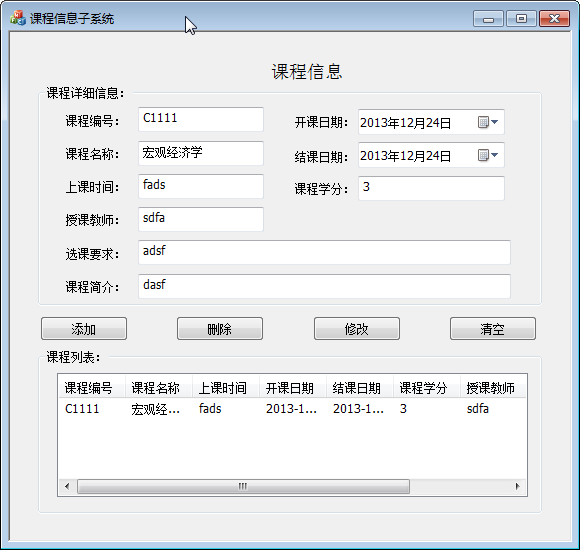 课程信息子系统
课程信息
课程详细信息：
课程编号： C1111 开课日期： 2013年12月24日
课程名称： 宏观经济学 结课日期： 2013年12月24日
上课时间： fads 课程学分： 3
授课教师： sdfa
选课要求： adsf
课程简介： dasf
添加 删除 修改 清空
课程列表：
课程编号 课程名称 上课时间 开课日期 结课日期 课程学分 授课教师
C1111 宏观经... fads 2013-1... 2013-1... 3 sdfa